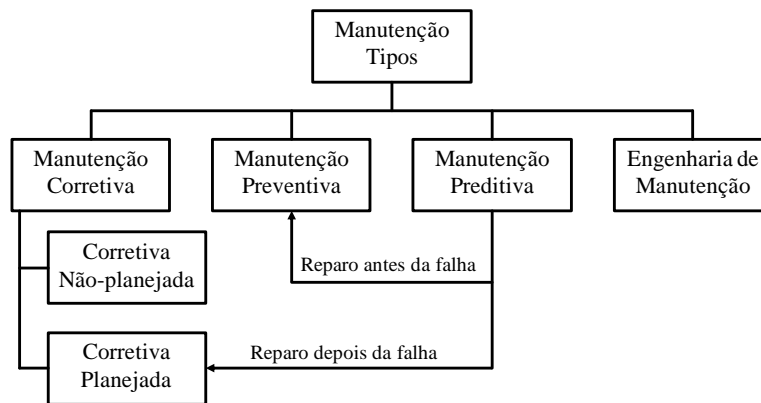 Manutenção
Tipos
Manutenção
Corretiva
Manutenção
Preventiva
Manutenção
Preditiva
Engenharia de
Manutenção
Corretiva
Não-planejada
Reparo antes da falha
Corretiva
Planejada
Reparo depois da falha